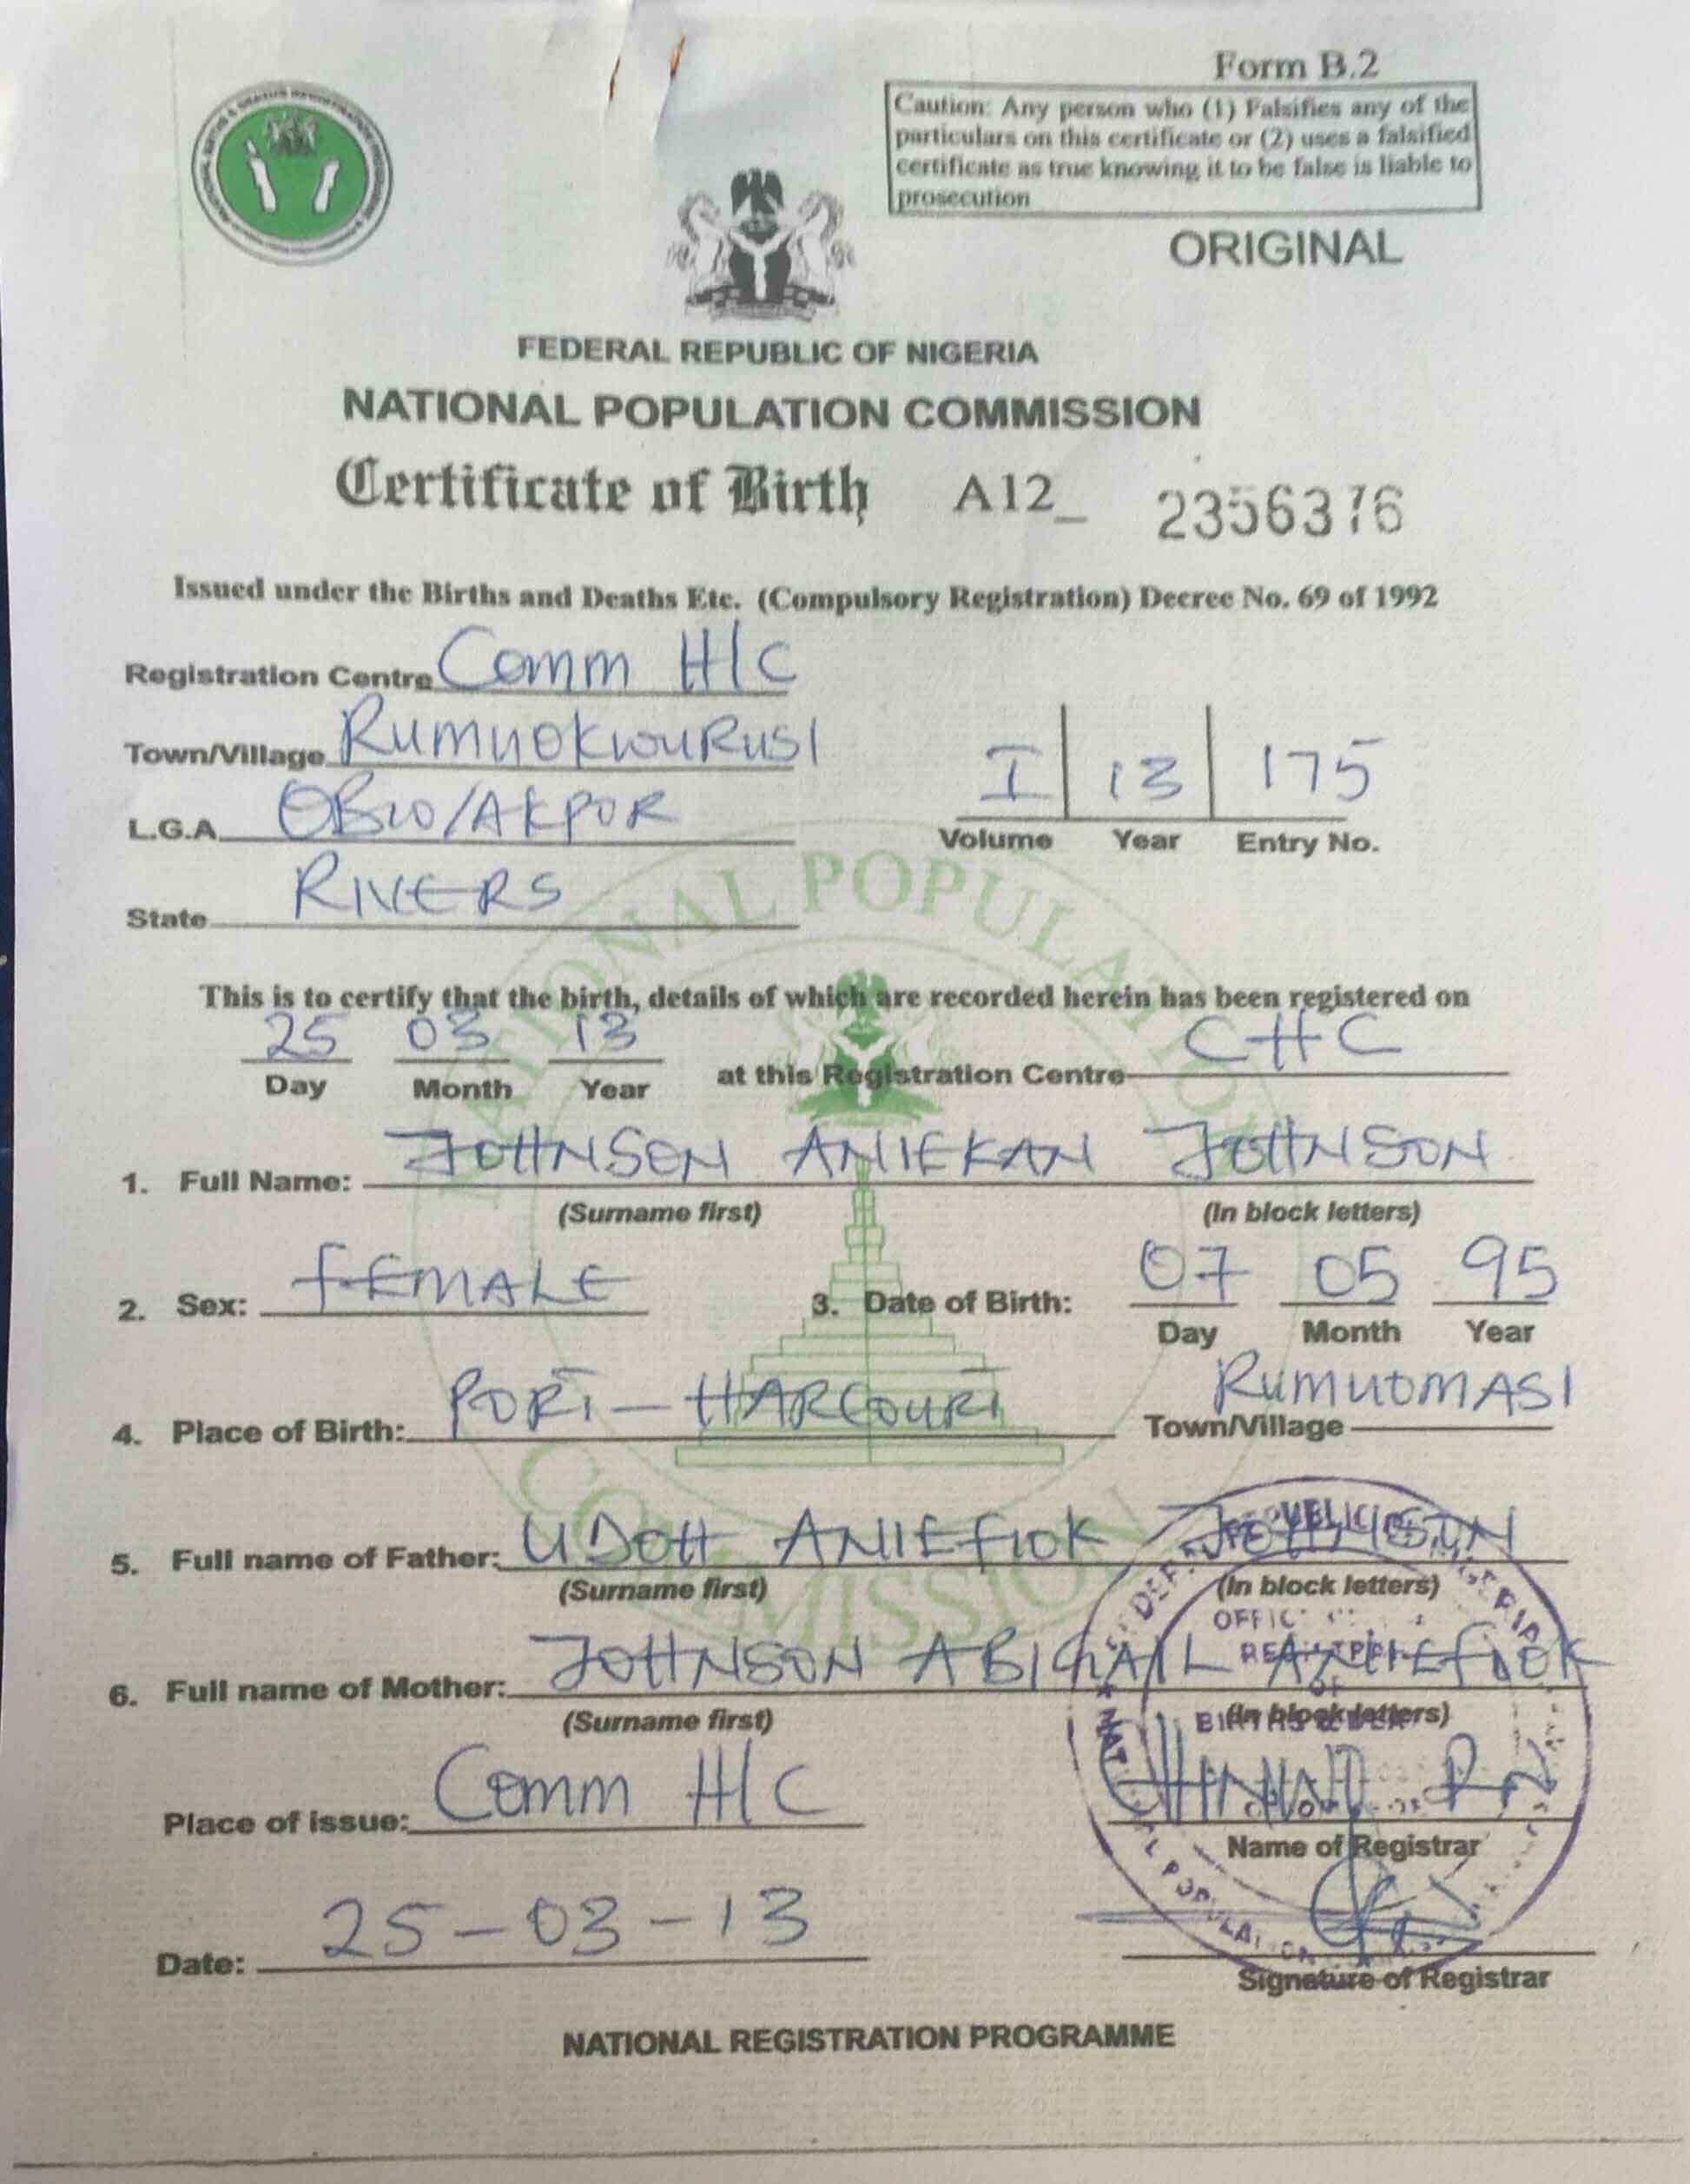 Form B.2
Caution: Any person who (1) Falsifies any of the
particulars on this certificate or (2) uses a falsified
certificate as true knowing it to be false is liable to
prosecution
ORIGINAL
FEDERAL REPUBLIC OF NIGERIA
NATIONAL POPULATION COMMISSION
Certificate of Birth A12_ 2356376
Issued under the Births and Deaths Etc. (Compulsory Registration) Decree No. 69 of 1992
Registration Centre Comm H/C
Town/Village RUMUOKWURUSI
L.G.A. OBIO/AKPOR
State RIVERS
I 13 175
Volume Year Entry No.
NATIONAL POPULATION COMMISSION
This is to certify that the birth, details of which are recorded herein has been registered on
25 03 13 at this Registration Centre CHC
Day Month Year
1. Full Name: JOHNSON ANIEKAN JOHNSON
(Surname first) (In block letters)
2. Sex: FEMALE 3. Date of Birth: 07 05 95
Day Month Year
4. Place of Birth: PORT-HARCOURT Town/Village RUMUOMASI
5. Full name of Father: UDOH ANIEFIOK JOHNSON
(Surname first) (In block letters)
6. Full name of Mother: JOHNSON ABIGAIL ANIEFIOK
(Surname first) (In block letters)
Place of issue: Comm H/C
Name of Registrar
Date: 25-03-13
Signature of Registrar
NATIONAL REGISTRATION PROGRAMME